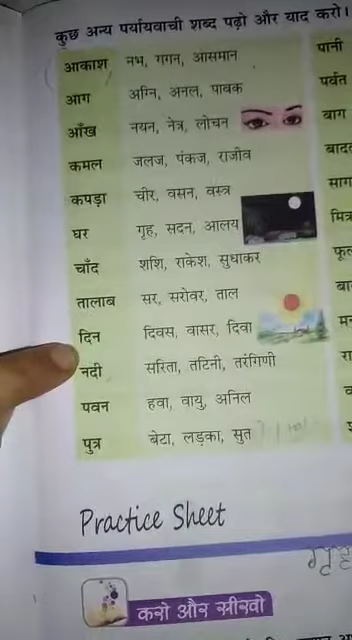 कुछ अन्य पर्यायवाची शब्द पढ़ो और याद करो।
आकाश नभ, गगन, आसमान
आग अग्नि, अनल, पावक
आँख नयन, नेत्र, लोचन
कमल जलज, पंकज, राजीव
कपड़ा चीर, वसन, वस्त्र
घर गृह, सदन, आलय
चाँद शशि, राकेश, सुधाकर
तालाब सर, सरोवर, ताल
दिन दिवस, वासर, दिवा
नदी सरिता, तटिनी, तरंगिणी
पवन हवा, वायु, अनिल
पुत्र बेटा, लड़का, सुत
पानी
पर्वत
बाग
Practice Sheet
करो और सीखो